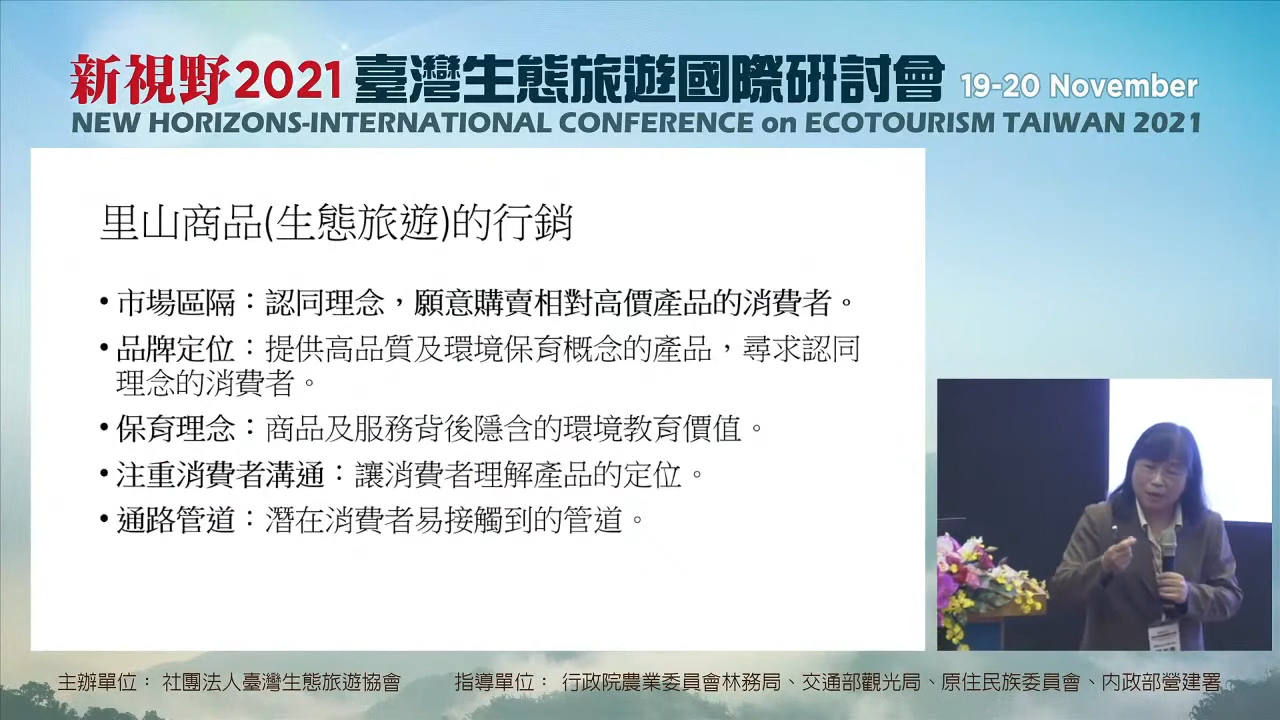 新視野2021臺灣生態旅遊國際研討會 19-20 November
NEW HORIZONS-INTERNATIONAL CONFERENCE on ECOTOURISM TAIWAN 2021
里山商品(生態旅遊)的行銷
• 市場區隔：認同理念，願意購賣相對高價產品的消費者。
• 品牌定位：提供高品質及環境保育概念的產品，尋求認同
理念的消費者。
• 保育理念：商品及服務背後隱含的環境教育價值。
• 注重消費者溝通：讓消費者理解產品的定位。
• 通路管道：潛在消費者易接觸到的管道。
主辦單位： 社團法人臺灣生態旅遊協會 指導單位： 行政院農業委員會林務局、交通部觀光局、原住民族委員會、內政部營建署